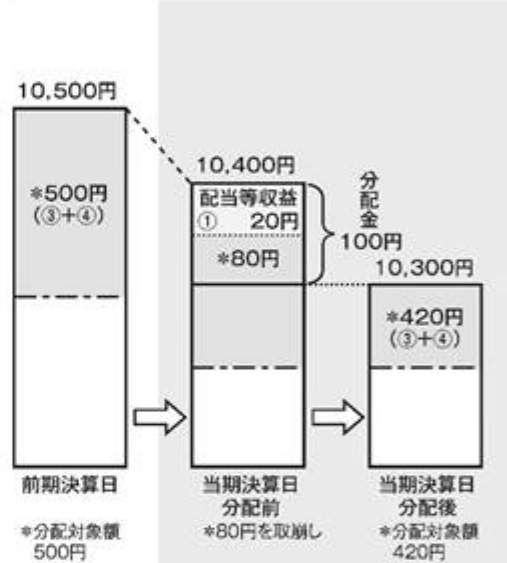 10,500円
*500円
(③+④)
前期決算日
*分配対象額
500円
10,400円
配当等収益
① 20円
*80円
分配金
100円
当期決算日
分配前
*80円を取崩し
10,300円
*420円
(③+④)
当期決算日
分配後
*分配対象額
420円